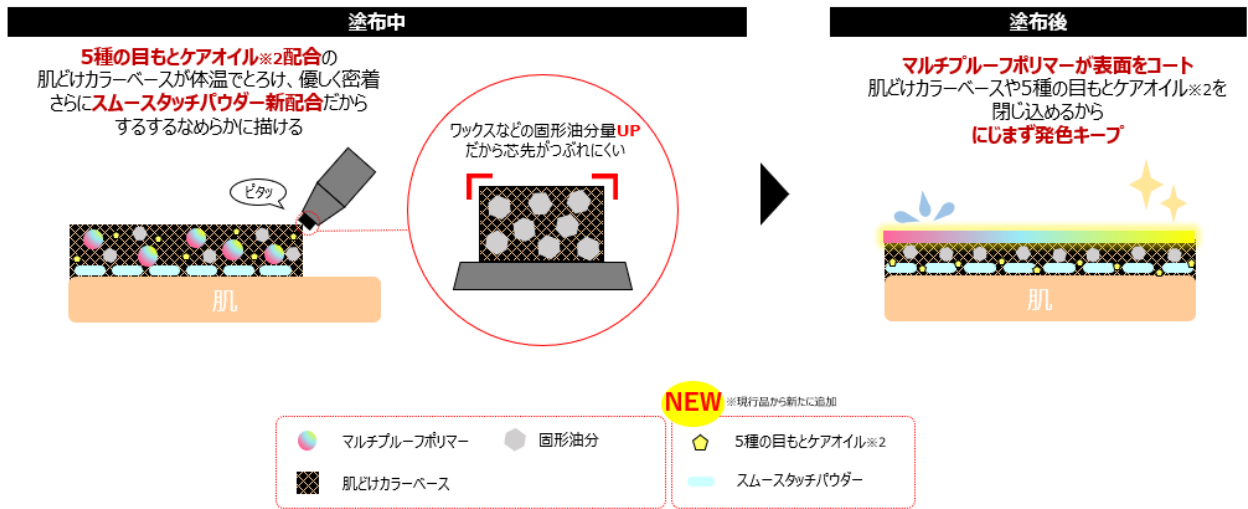 塗布中
5種の目もとケアオイル※2配合の
肌どけカラーベースが体温でとろけ、優しく密着
さらにスムースタッチパウダー新配合だから
するするなめらかに描ける
ピタッ
肌
ワックスなどの固形油分量UP
だから芯先がつぶれにくい
塗布後
マルチプルーフポリマーが表面をコート
肌どけカラーベースや5種の目もとケアオイル※2を
閉じ込めるから
にじまず発色キープ
肌
NEW ※現行品から新たに追加
マルチプルーフポリマー
固形油分
肌どけカラーベース
5種の目もとケアオイル※2
スムースタッチパウダー